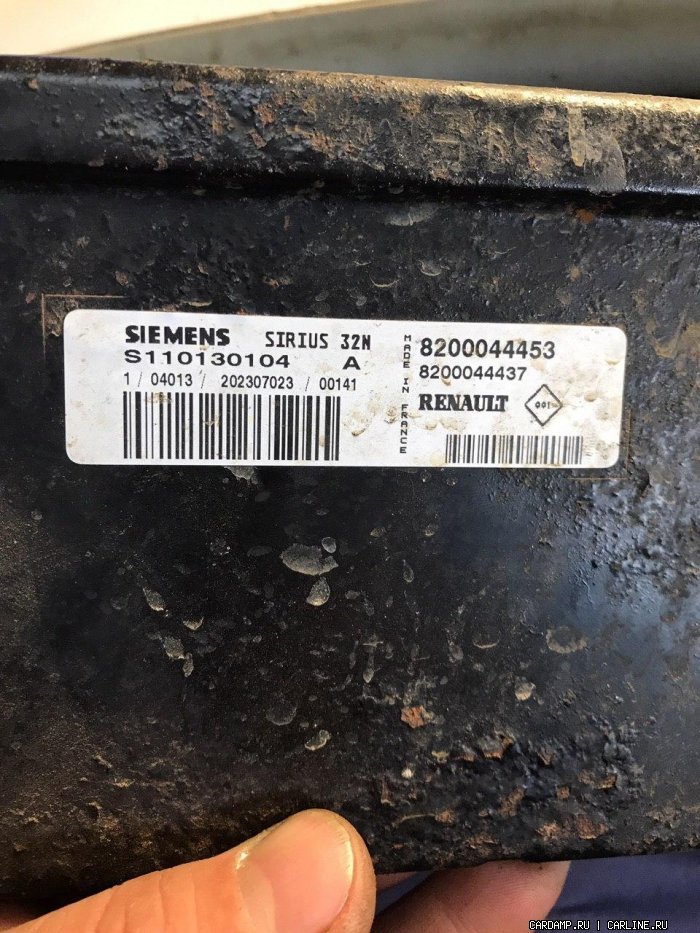 SIEMENS SIRIUS 32N
S110130104 A
1 / 04013 / 202307023 / 00141
MADE IN FRANCE
8200044453
8200044437
RENAULT 001
CARDAMP.RU | CARLINE.RU